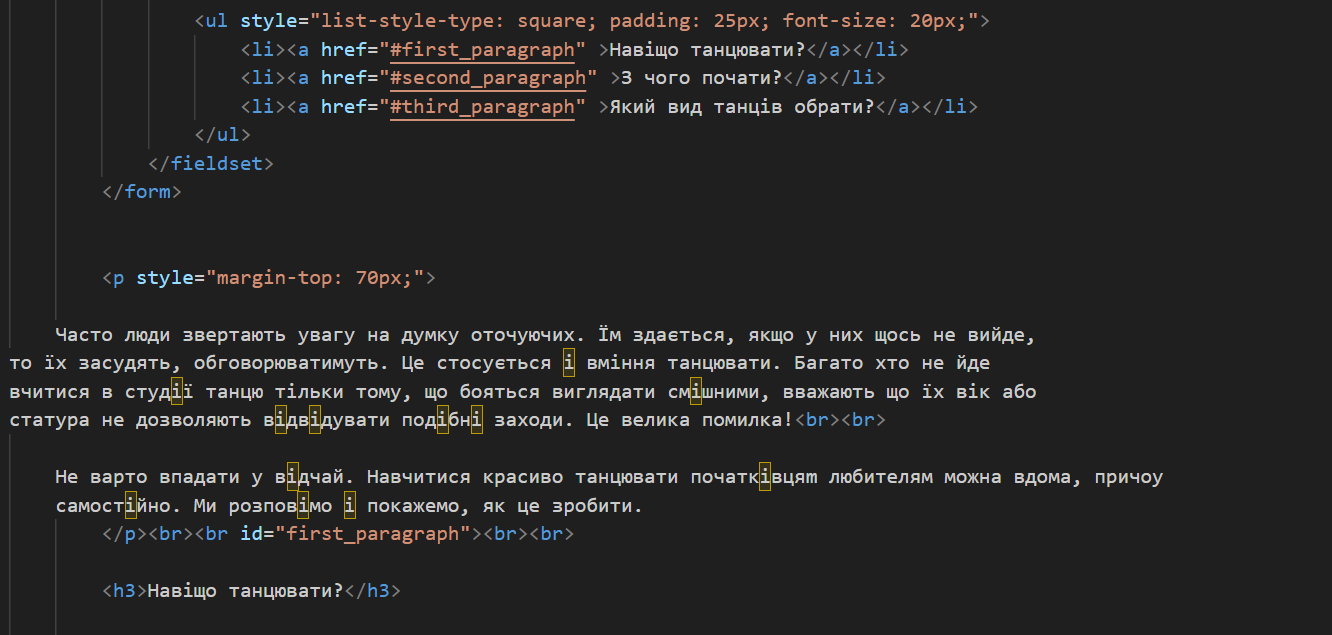 <ul style="list-style-type: square; padding: 25px; font-size: 20px;">
<li><a href="#first_paragraph" >Навіщо танцювати?</a></li>
<li><a href="#second_paragraph" >З чого почати?</a></li>
<li><a href="#third_paragraph" >Який вид танців обрати?</a></li>
</ul>
</fieldset>
</form>
<p style="margin-top: 70px;">
Часто люди звертають увагу на думку оточуючих. Їм здається, якщо у них щось не вийде,
то їх засудять, обговорюватимуть. Це стосується і вміння танцювати. Багато хто не йде
вчитися в студії танцю тільки тому, що бояться виглядати смішними, вважають що їх вік або
статура не дозволяють відвідувати подібні заходи. Це велика помилка!<br><br>
Не варто впадати у відчай. Навчитися красиво танцювати початківцяm любителям можна вдома, причоу
самостійно. Ми розповімо і покажемо, як це зробити.
</p><br><br id="first_paragraph"><br><br>
<h3>Навіщо танцювати?</h3>